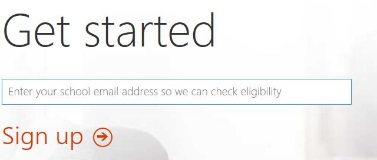 Get started
Enter your school email address so we can check eligibility
Sign up